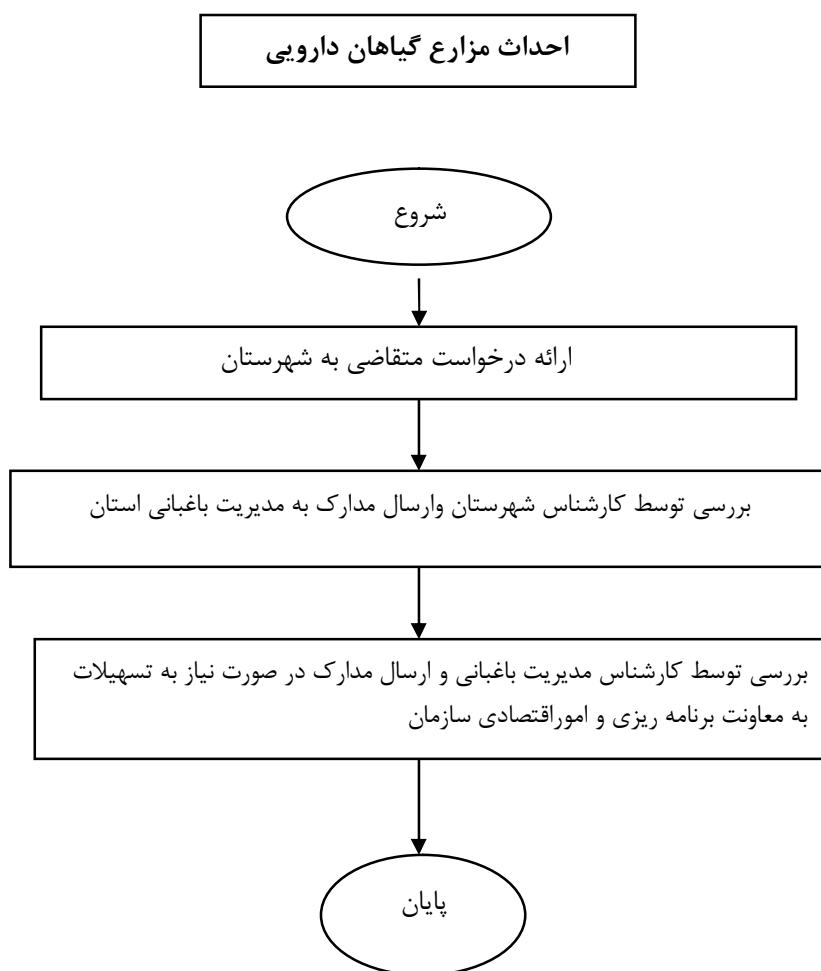 احداث مزارع گیاهان دارویی
شروع
ارائه درخواست متقاضی به شهرستان
بررسی توسط کارشناس شهرستان وارسال مدارک به مدیریت باغبانی استان
بررسی توسط کارشناس مدیریت باغبانی و ارسال مدارک در صورت نیاز به تسهیلات
به معاونت برنامه ریزی و اموراقتصادی سازمان
پایان